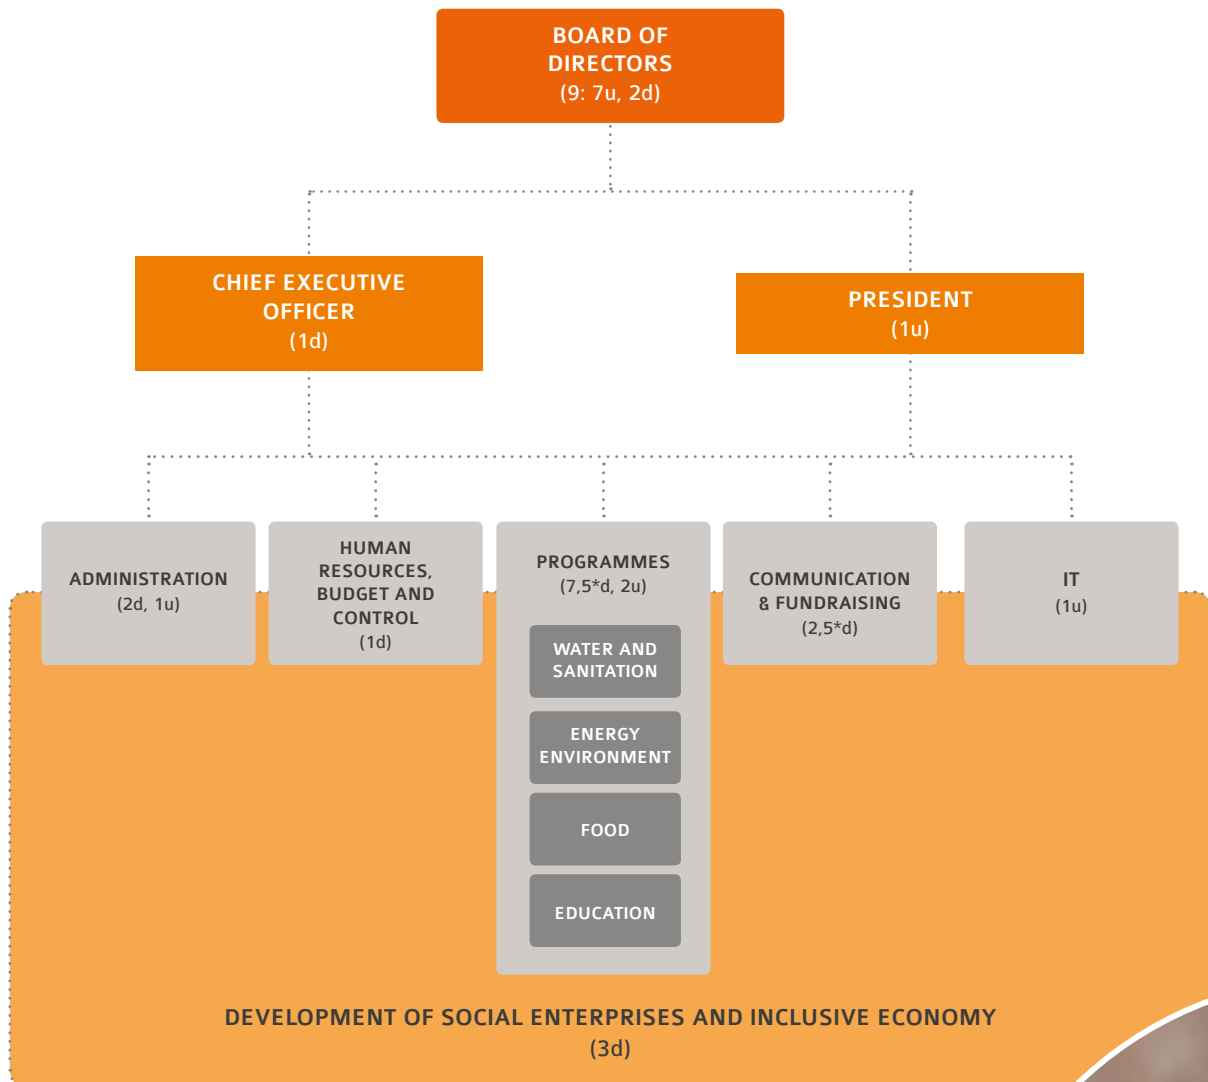 BOARD OF
DIRECTORS
(9: 7u, 2d)
CHIEF EXECUTIVE
OFFICER
(1d)
PRESIDENT
(1u)
ADMINISTRATION
(2d, 1u)
HUMAN
RESOURCES,
BUDGET AND
CONTROL
(1d)
PROGRAMMES
(7,5*d, 2u)
WATER AND
SANITATION
ENERGY
ENVIRONMENT
FOOD
EDUCATION
COMMUNICATION
& FUNDRAISING
(2,5*d)
IT
(1u)
DEVELOPMENT OF SOCIAL ENTERPRISES AND INCLUSIVE ECONOMY
(3d)